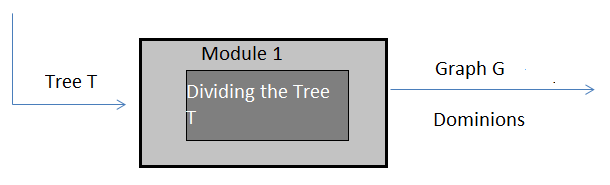 Module 1
Tree T
Dividing the Tree
T
Graph G
Dominions